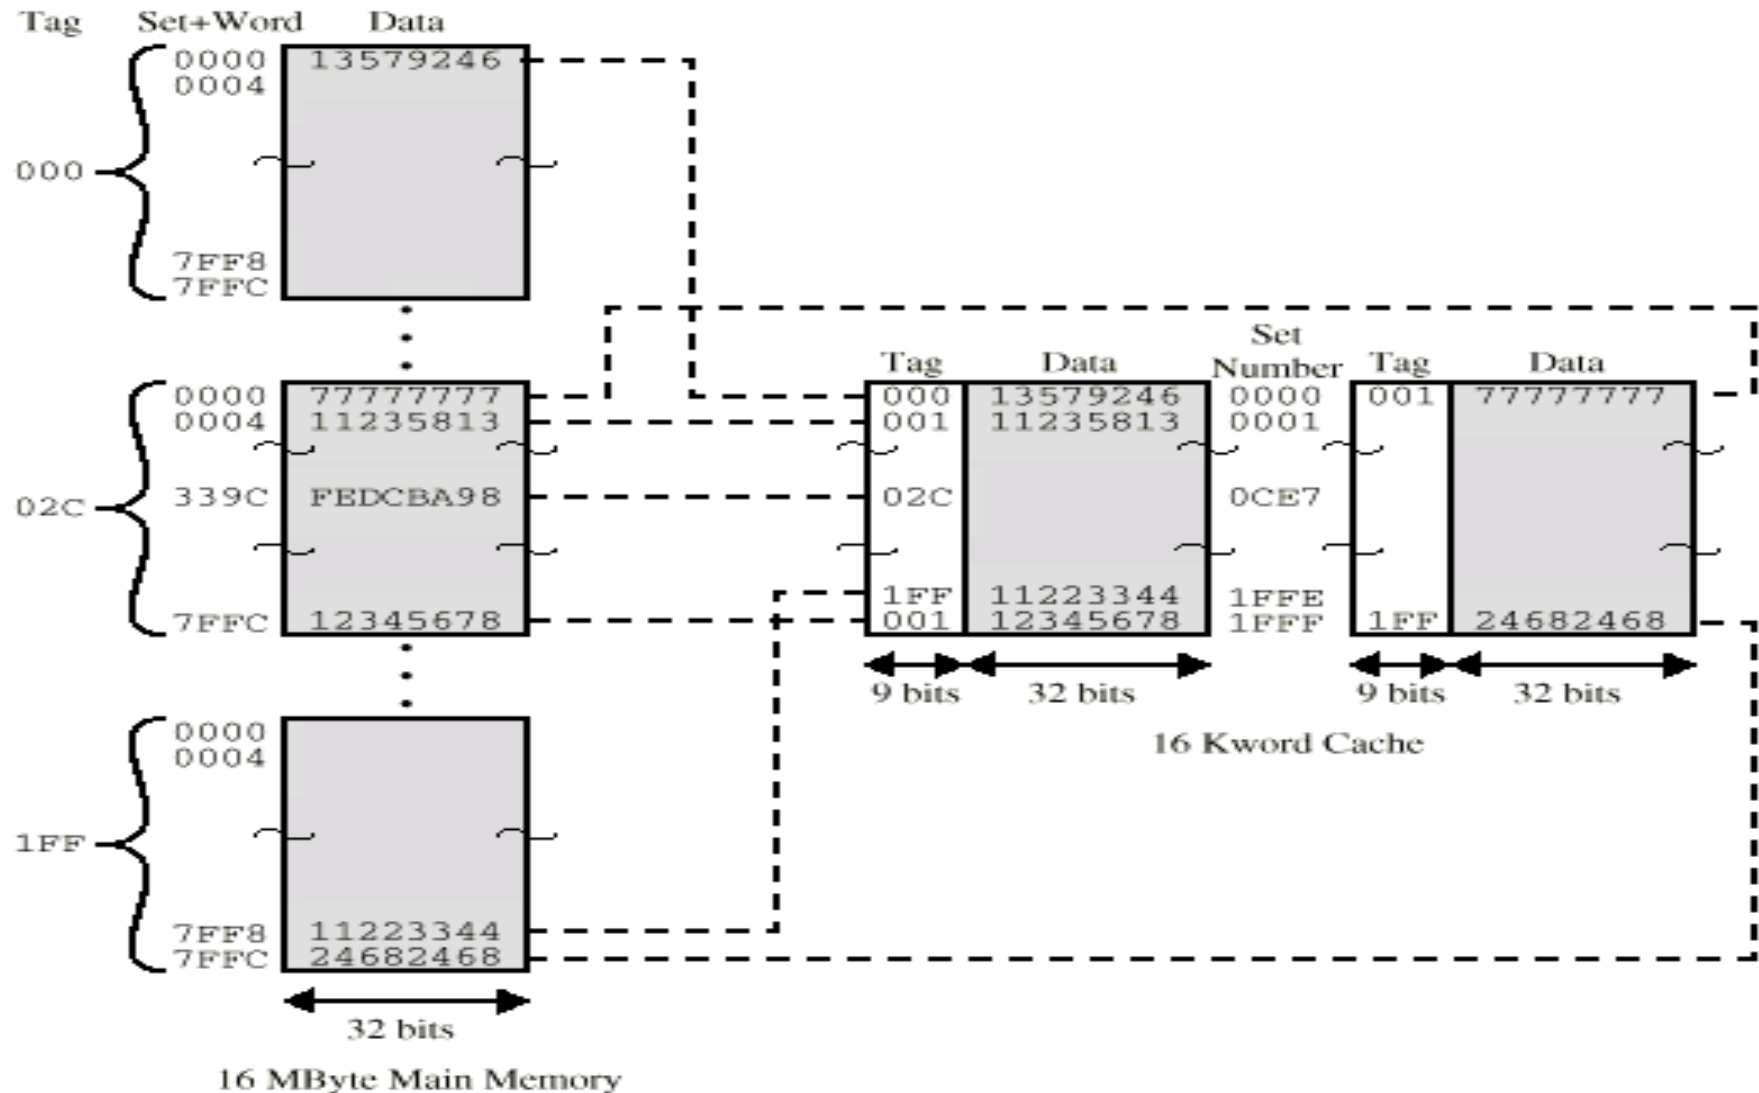 Tag Set+Word Data
0000 13579246
0004
000
7FF8
7FFC
Set
Tag Data Number Tag Data
0000 77777777 000 13579246 0000 001 77777777
0004 11235813 001 11235813 0001
02C 339C FEDCBA98 02C 0CE7
1FF 11223344 1FFE
7FFC 12345678 001 12345678 1FFF 1FF 24682468
9 bits 32 bits 9 bits 32 bits
16 Kword Cache
0000
0004
1FF
7FF8 11223344
7FFC 24682468
32 bits
16 MByte Main Memory